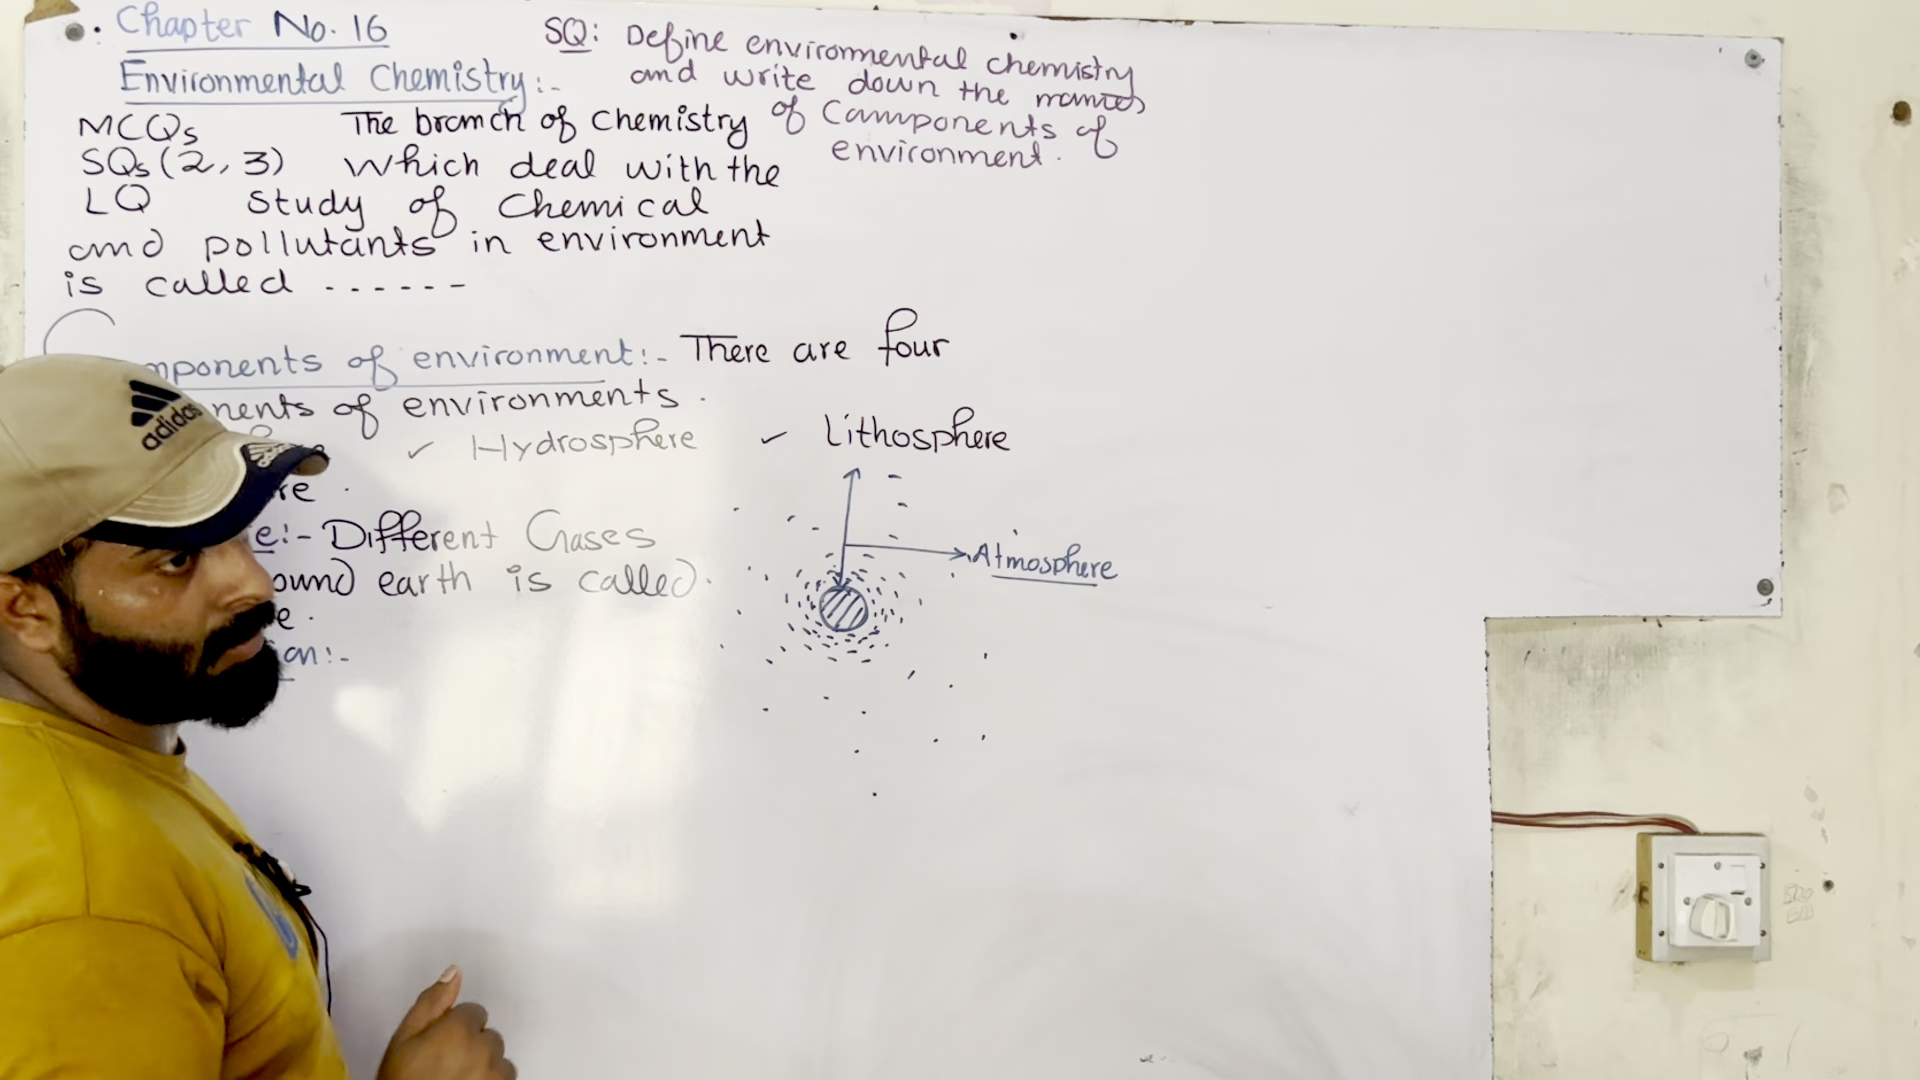 Chapter No. 16
Environmental Chemistry:-
SQ: Define environmental chemistry
and write down the names
of Components of
environment.
MCQs The branch of chemistry
SQs (2, 3) Which deal with the
LQ Study of Chemical
and pollutants in environment
is called ------
mponents of environment:- There are four
nents of environments.
✓ Hydrosphere ✓ Lithosphere
re.
e:- Different Gases
ound earth is called.
e.
on:-
Atmosphere
adidas